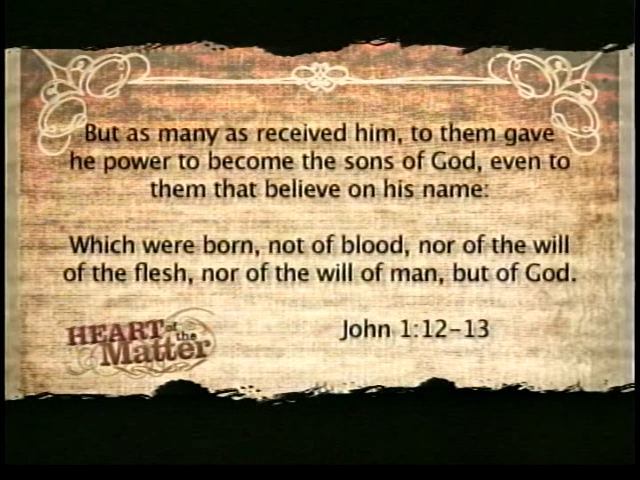 But as many as received him, to them gave
he power to become the sons of God, even to
them that believe on his name:
Which were born, not of blood, nor of the will
of the flesh, nor of the will of man, but of God.
John 1:12-13
HEART of the
Matter